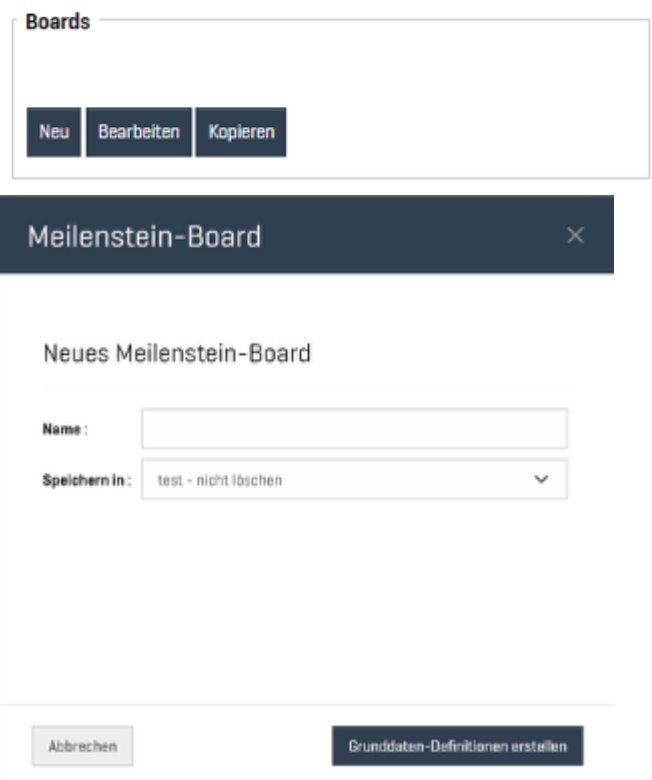 Boards
Neu Bearbeiten Kopieren
Meilenstein-Board
Neues Meilenstein-Board
Name :
Speichern in : test - nicht löschen
Abbrechen Grunddaten-Definitionen erstellen